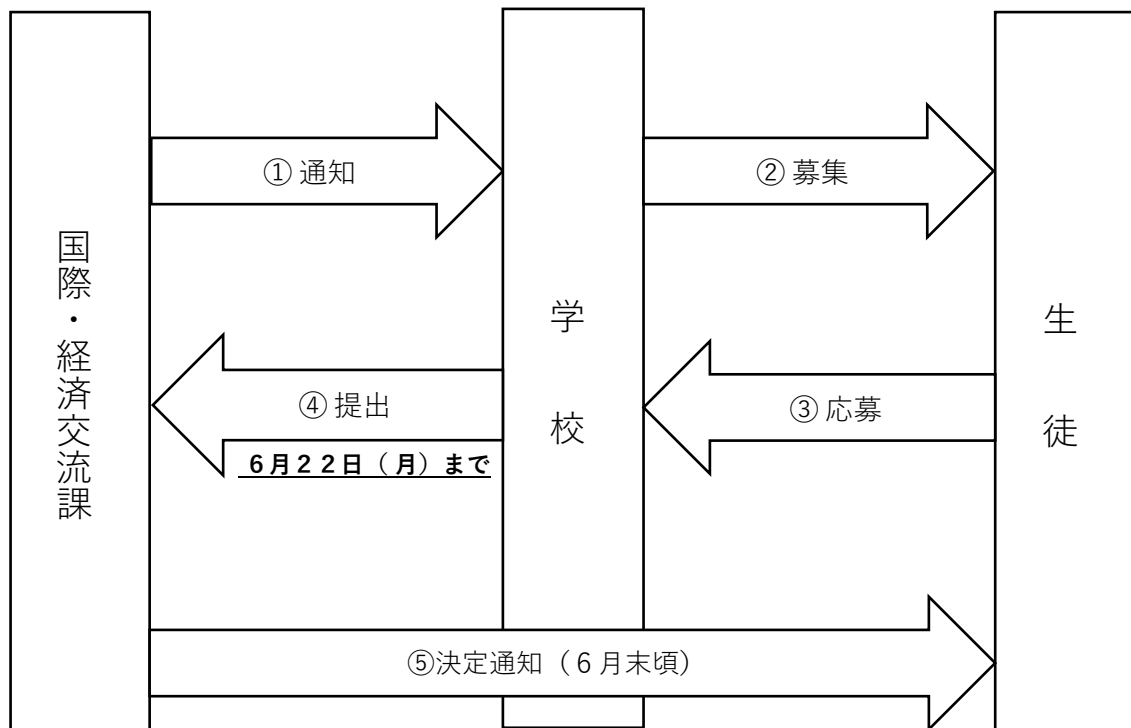 国際・経済交流課
学校
生徒
① 通知
② 募集
③ 応募
④ 提出
６月２２日（月）まで
⑤決定通知（６月末頃）